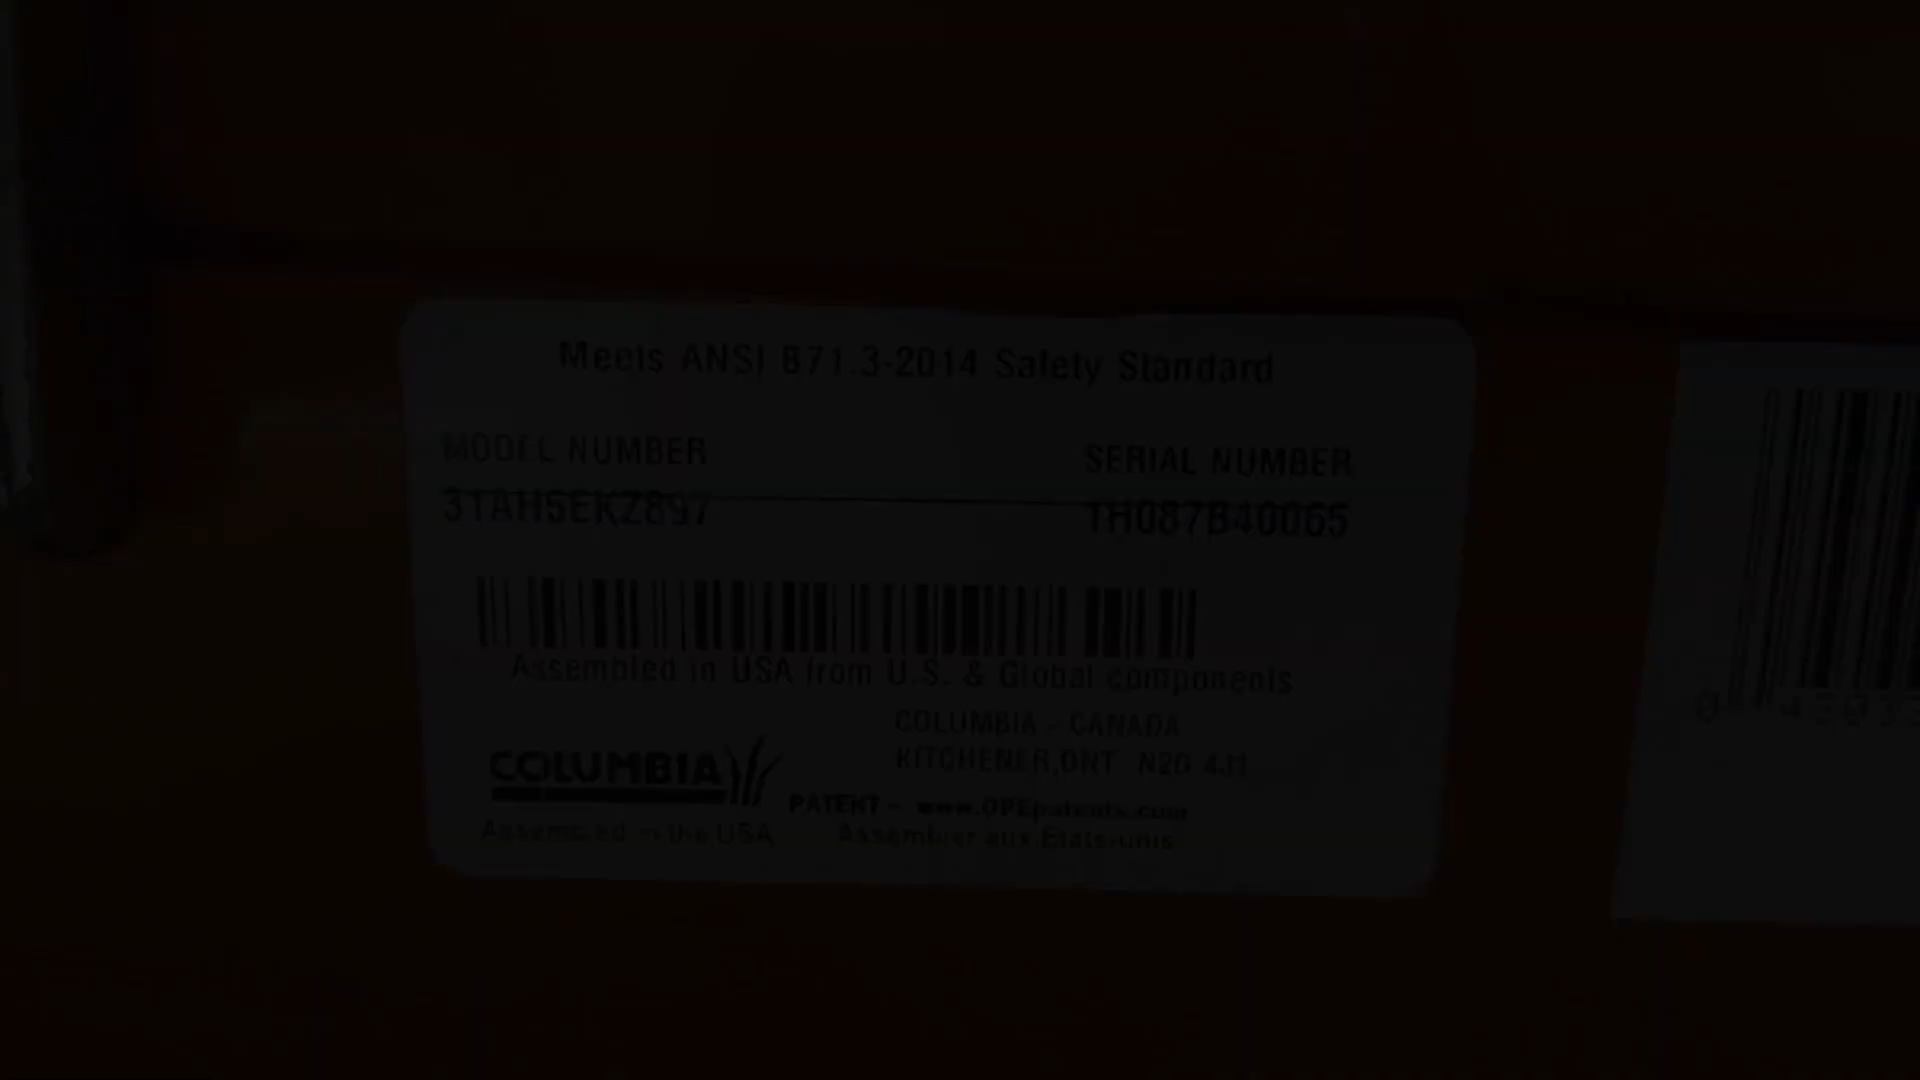 Meets ANSI B71.3-2014 Safety Standard
MODEL NUMBER SERIAL NUMBER
31AH5EKZ897 1H087B40065
Assembled in USA from U.S. & Global components
COLUMBIA - CANADA
KITCHENER,ONT N2G 4J1
COLUMBIA
PATENT - www.OPEpatents.com
Assembled in the USA Assembler aux Etats-unis